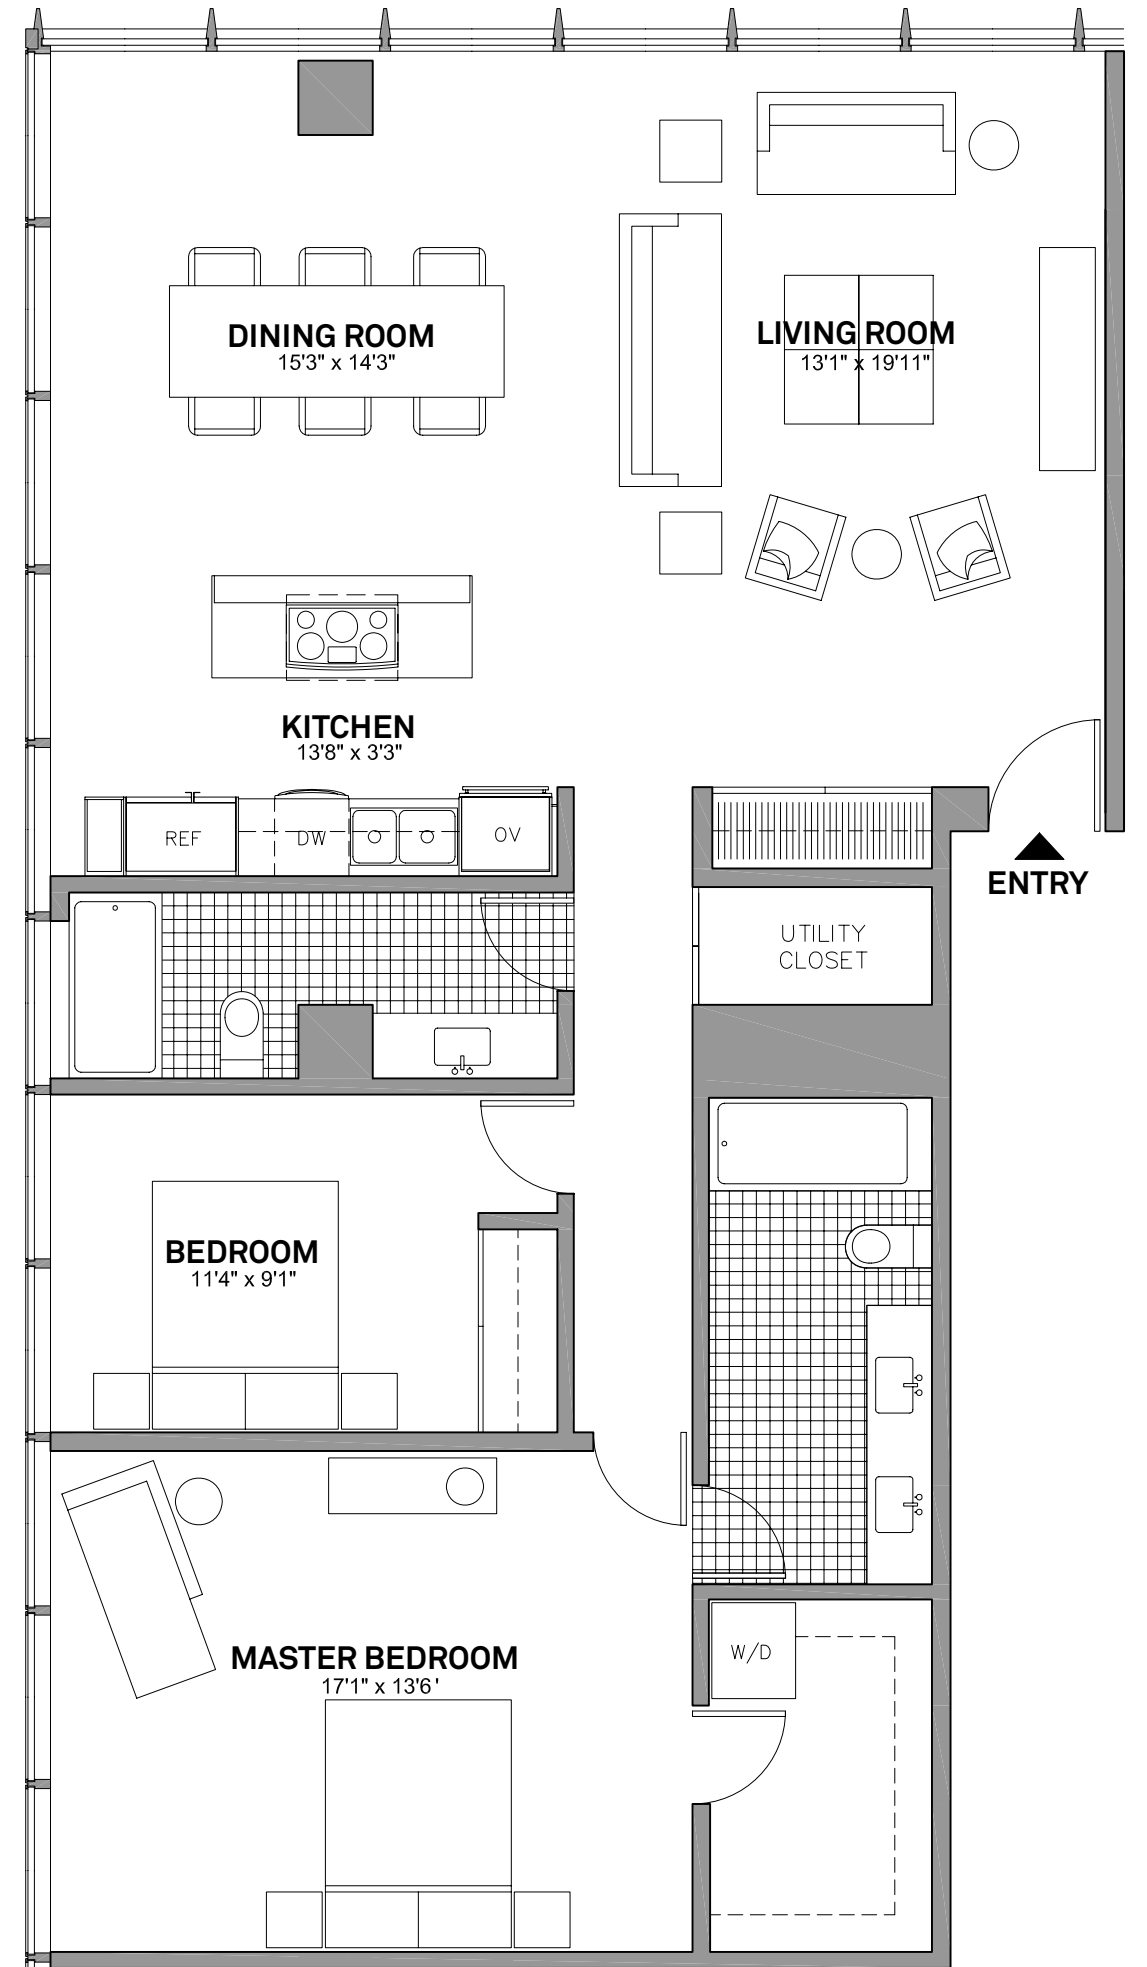 DINING ROOM
15'3" x 14'3"
LIVING ROOM
13'1" x 19'11"
KITCHEN
13'8" x 3'3"
REF
DW
OV
ENTRY
UTILITY
CLOSET
BEDROOM
11'4" x 9'1"
MASTER BEDROOM
17'1" x 13'6'
W/D